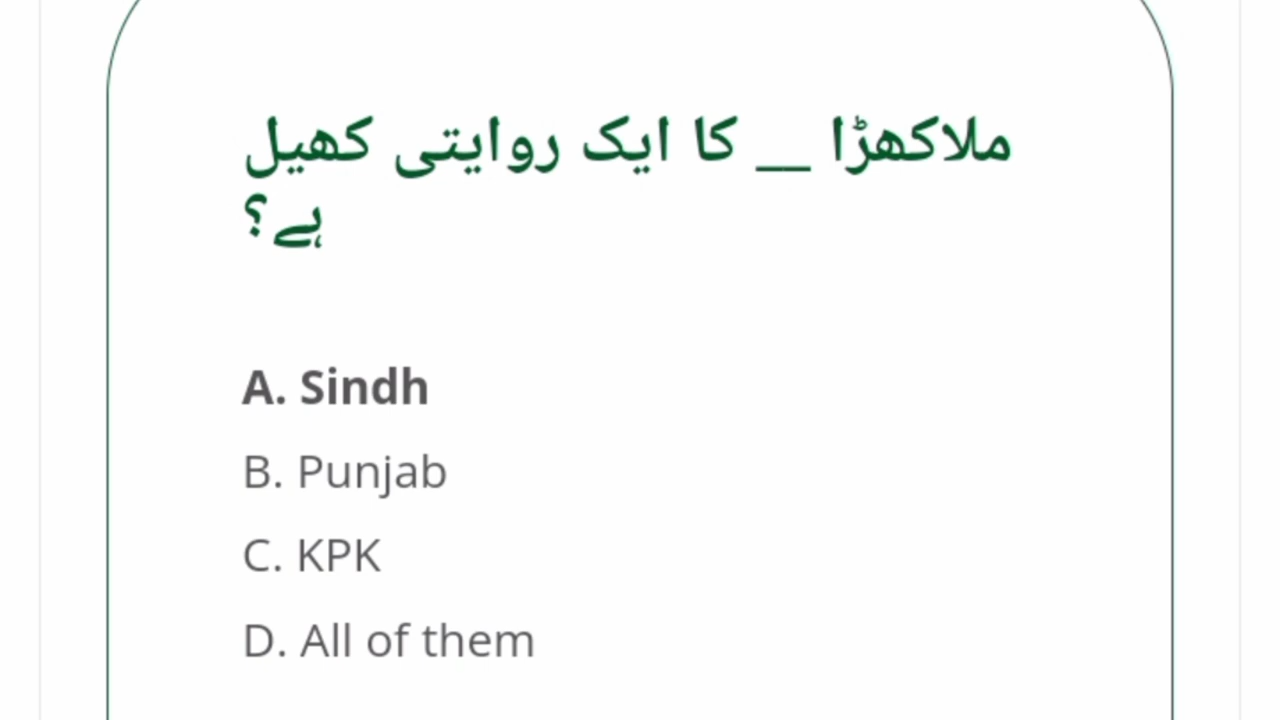 ملاکھڑا __ کا ایک روایتی کھیل
ہے؟
A. Sindh
B. Punjab
C. KPK
D. All of them